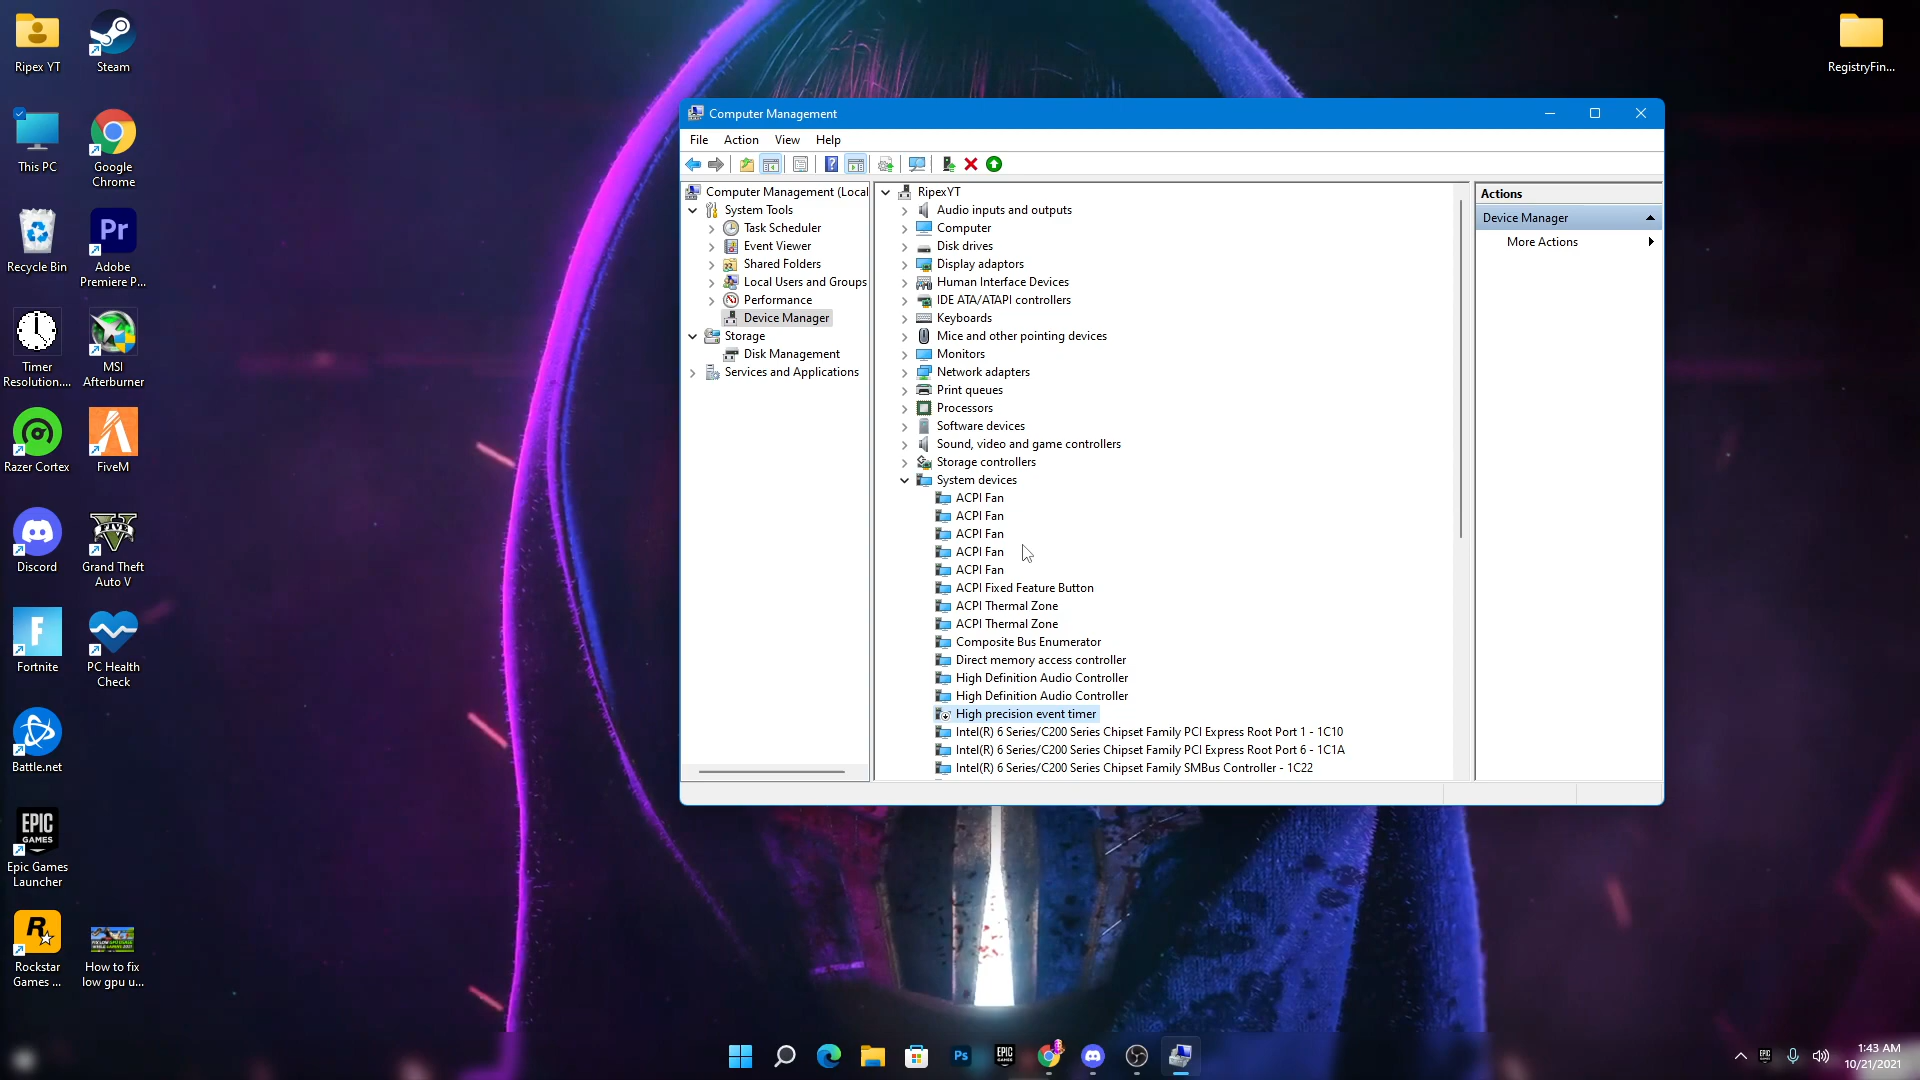 Ripex YT
Steam
This PC
Google
Chrome
Recycle Bin
Pr
Adobe
Premiere P...
Timer
Resolution....
MSI
Afterburner
Razer Cortex
FiveM
Discord
FIVE
Grand Theft
Auto V
F
Fortnite
PC Health
Check
Battle.net
EPIC
GAMES
Epic Games
Launcher
R
Rockstar
Games ...
How to fix
low gpu u...
RegistryFin...
Computer Management
File Action View Help
Computer Management (Local
System Tools
Task Scheduler
Event Viewer
Shared Folders
Local Users and Groups
Performance
Device Manager
Storage
Disk Management
Services and Applications
RipexYT
Audio inputs and outputs
Computer
Disk drives
Display adaptors
Human Interface Devices
IDE ATA/ATAPI controllers
Keyboards
Mice and other pointing devices
Monitors
Network adapters
Print queues
Processors
Software devices
Sound, video and game controllers
Storage controllers
System devices
ACPI Fan
ACPI Fan
ACPI Fan
ACPI Fan
ACPI Fan
ACPI Fixed Feature Button
ACPI Thermal Zone
ACPI Thermal Zone
Composite Bus Enumerator
Direct memory access controller
High Definition Audio Controller
High Definition Audio Controller
High precision event timer
Intel(R) 6 Series/C200 Series Chipset Family PCI Express Root Port 1 - 1C10
Intel(R) 6 Series/C200 Series Chipset Family PCI Express Root Port 6 - 1C1A
Intel(R) 6 Series/C200 Series Chipset Family SMBus Controller - 1C22
Actions
Device Manager
More Actions
Ps
EPIC
EPIC
1:43 AM
10/21/2021